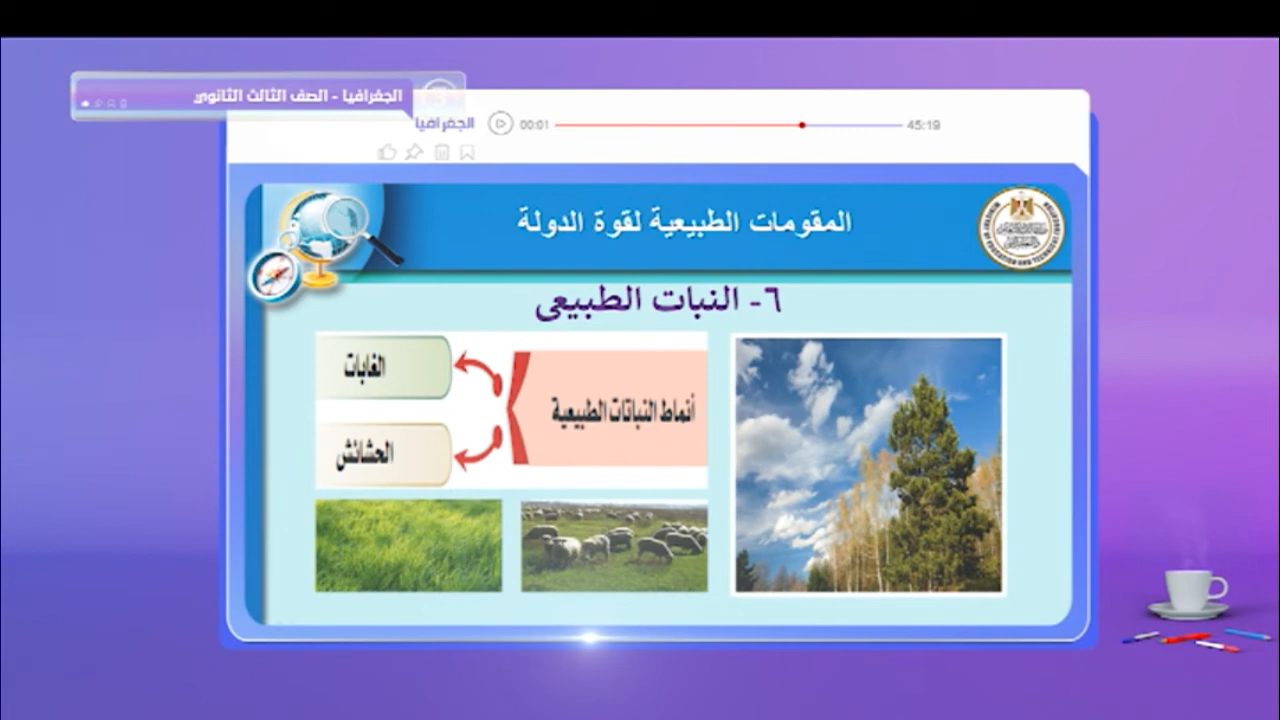 الجغرافيا - الصف الثالث الثانوي
الجغرافيا
00:01
45:19
المقومات الطبيعية لقوة الدولة
٦- النبات الطبيعى
أنماط النباتات الطبيعية
الغابات
الحشائش